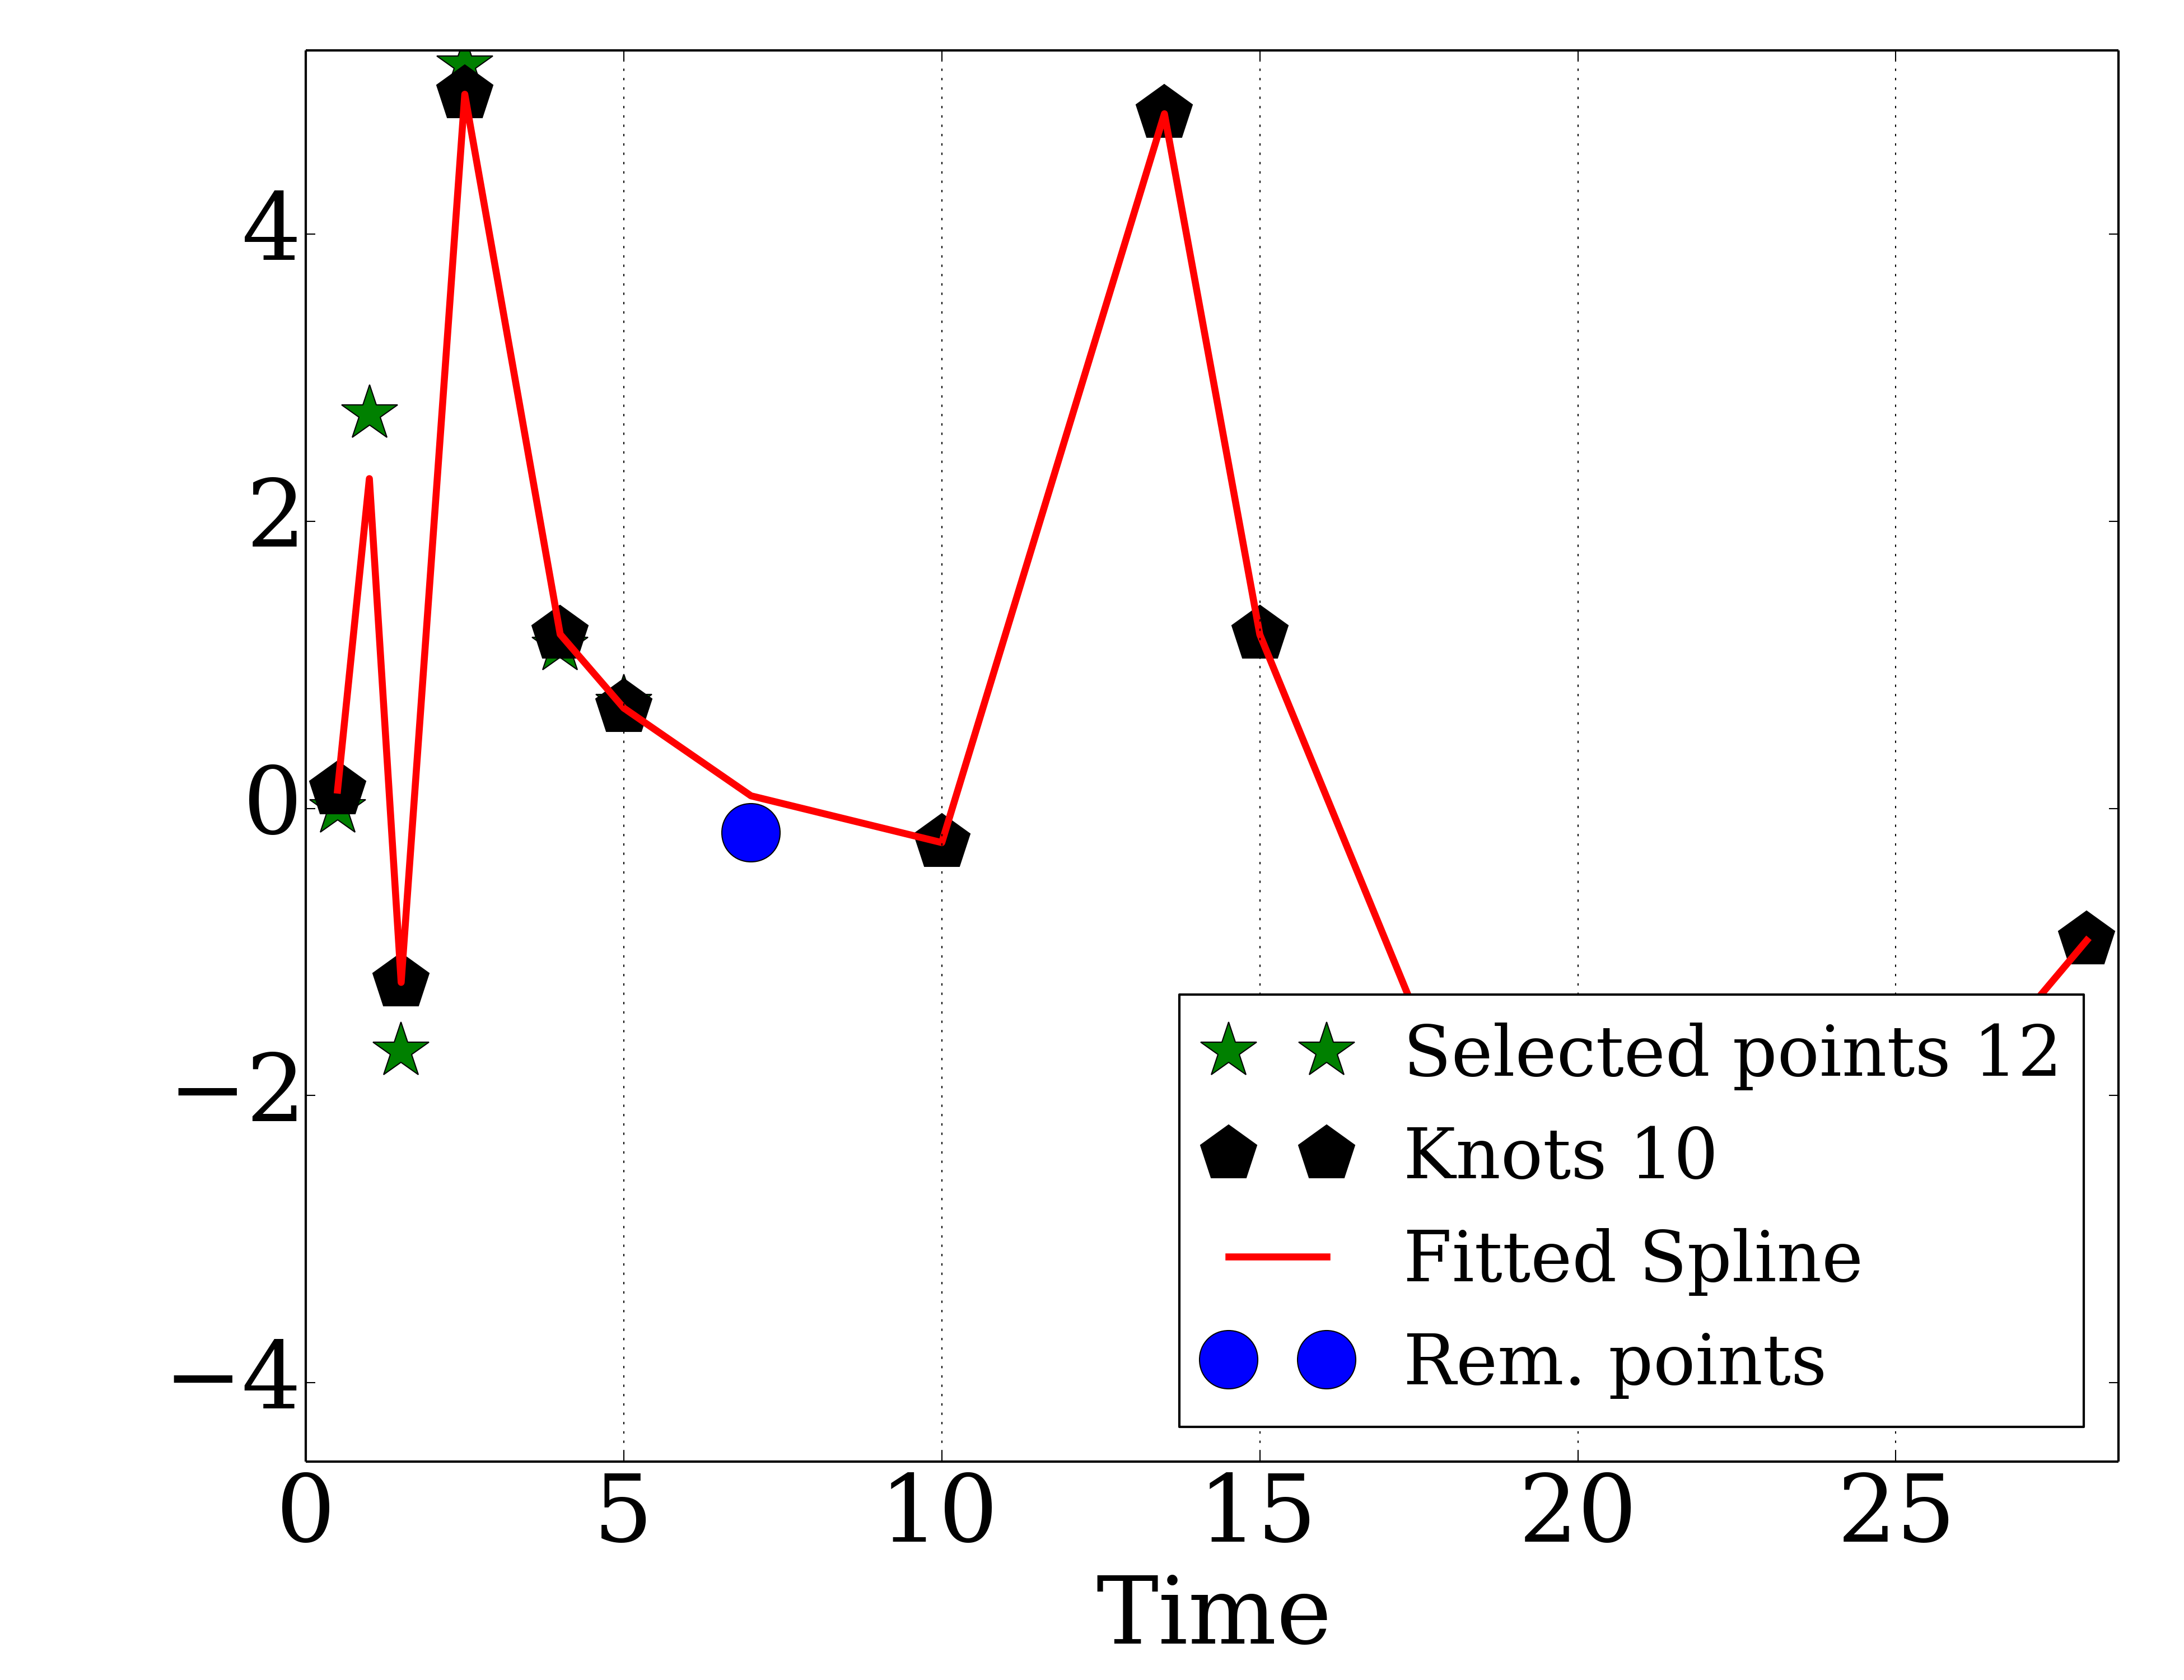 4
2
0
−2
−4
0 5 10 15 20 25
Time
Selected points 12
Knots 10
Fitted Spline
Rem. points